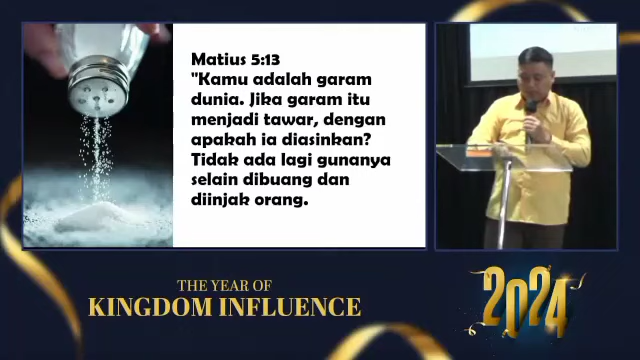 Matius 5:13
"Kamu adalah garam
dunia. Jika garam itu
menjadi tawar, dengan
apakah ia diasinkan?
Tidak ada lagi gunanya
selain dibuang dan
diinjak orang.
THE YEAR OF
KINGDOM INFLUENCE
2024